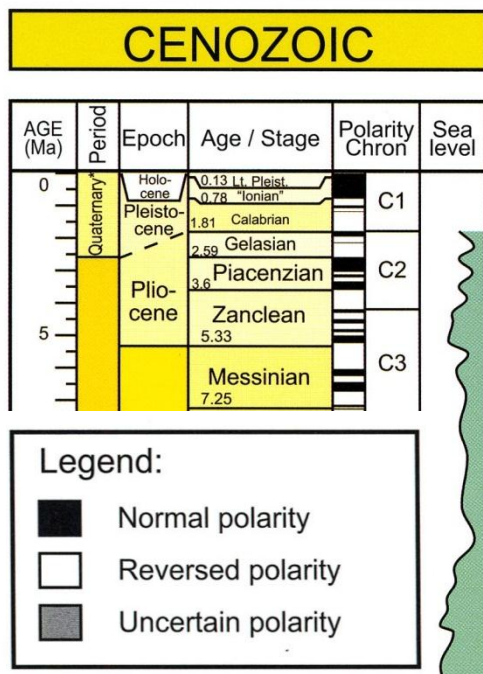 CENOZOIC
AGE
(Ma)
Period
Epoch
Age / Stage
Polarity
Chron
Sea
level
0
5
Quaternary*
Holo-
cene
Pleisto-
cene
Plio-
cene
0.13 Lt. Pleist.
0.78 "Ionian"
1.81 Calabrian
Gelasian
2.59
Piacenzian
3.6
Zanclean
5.33
Messinian
7.25
C1
C2
C3
Legend:
Normal polarity
Reversed polarity
Uncertain polarity